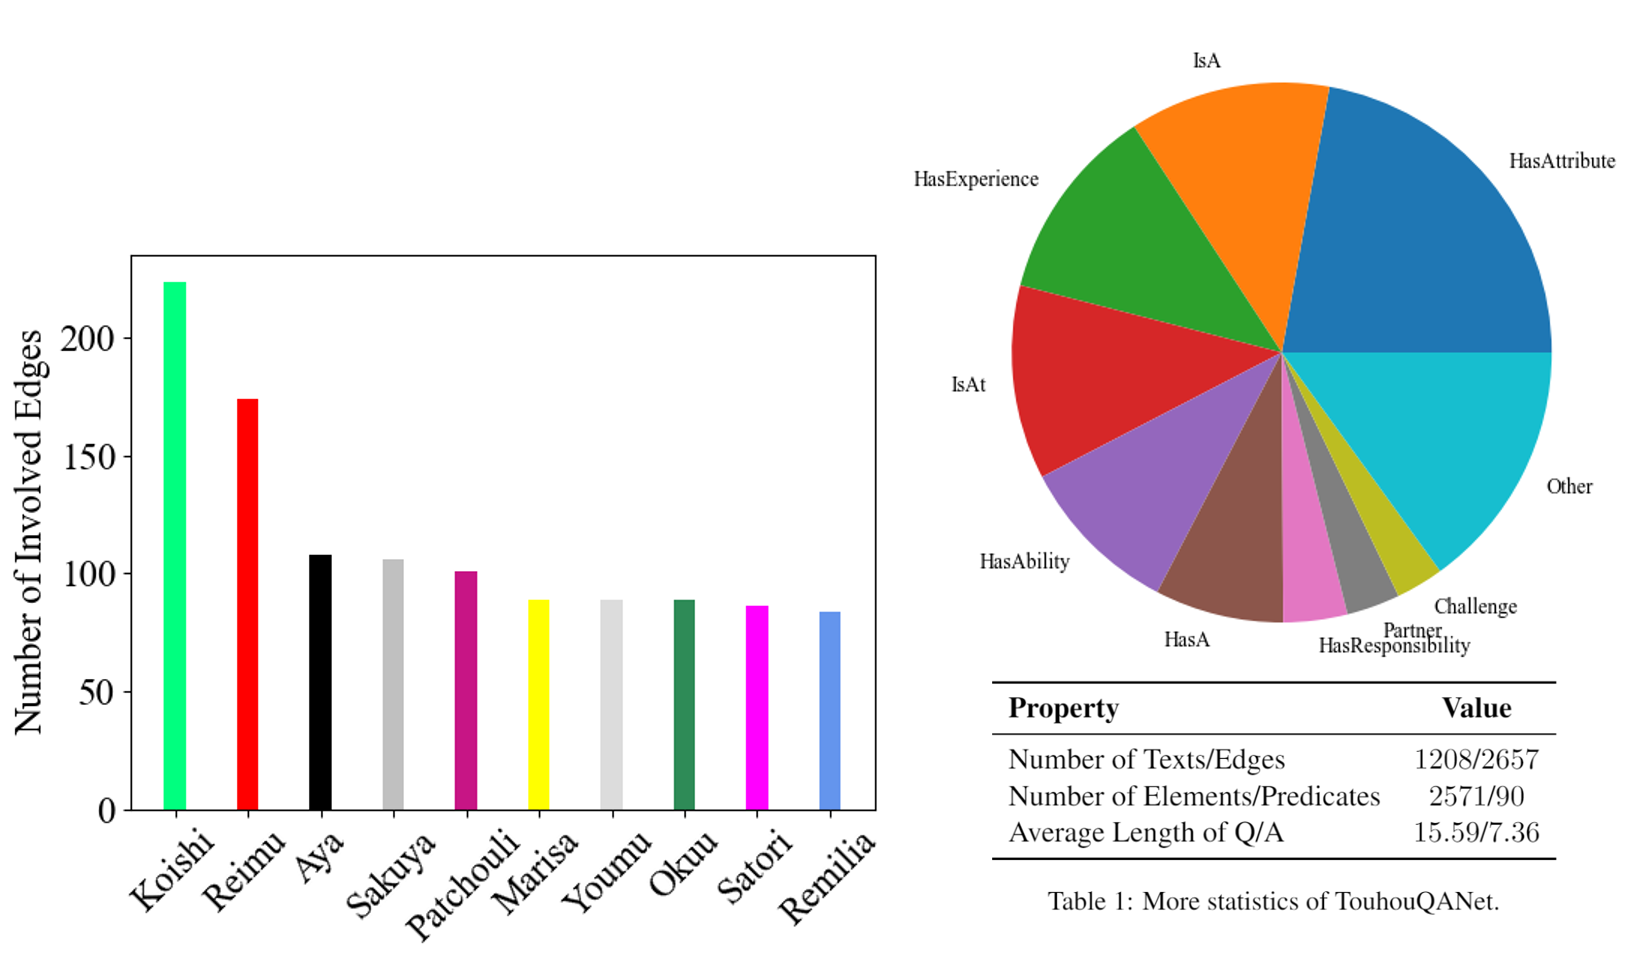 Number of Involved Edges
200
150
100
50
0
Koishi
Reimu
Aya
Sakuya
Patchouli
Marisa
Youmu
Okuu
Satori
Remilia
IsA
HasAttribute
HasExperience
IsAt
Other
HasAbility
Challenge
Partner
HasA
HasResponsibility
Property Value
Number of Texts/Edges 1208/2657
Number of Elements/Predicates 2571/90
Average Length of Q/A 15.59/7.36
Table 1: More statistics of TouhouQANet.